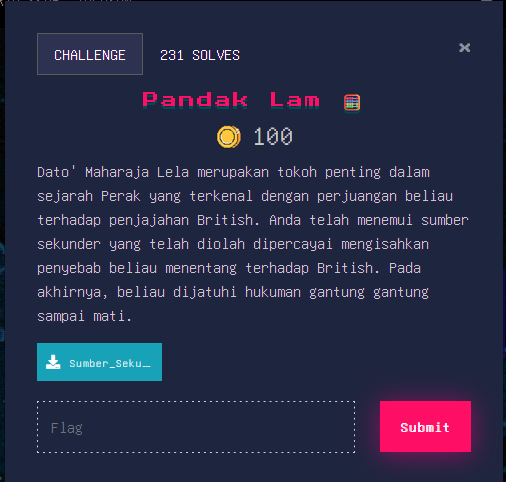 CHALLENGE
231 SOLVES
×
Pandak Lam
100
Dato' Maharaja Lela merupakan tokoh penting dalam
sejarah Perak yang terkenal dengan perjuangan beliau
terhadap penjajahan British. Anda telah menemui sumber
sekunder yang telah diolah dipercayai mengisahkan
penyebab beliau menentang terhadap British. Pada
akhirnya, beliau dijatuhi hukuman gantung gantung
sampai mati.
Sumber_Seku…
Flag
Submit